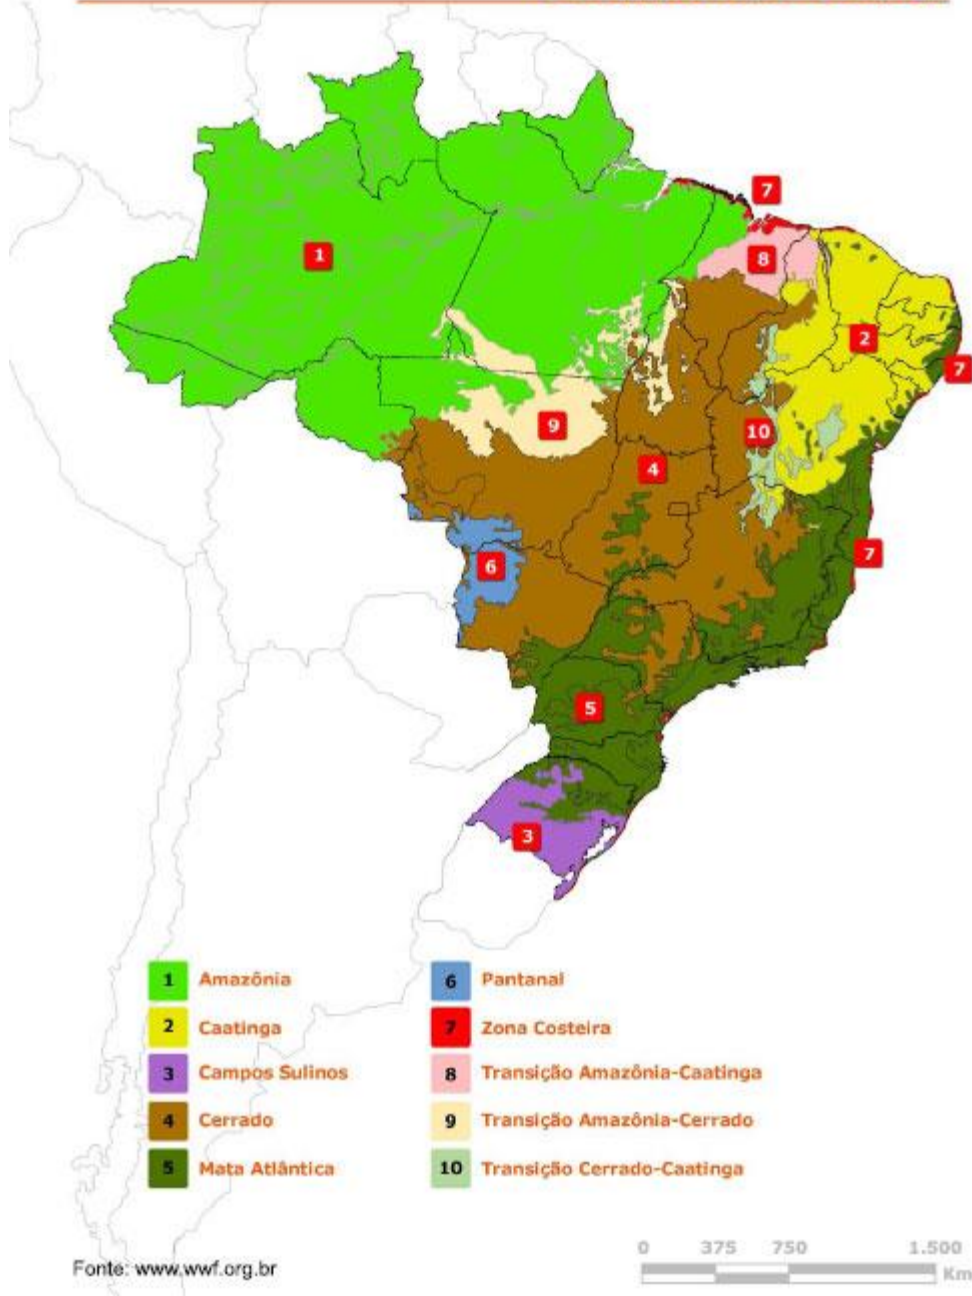 7
1
8
2
7
9
10
4
7
6
5
3
1 Amazônia
2 Caatinga
3 Campos Sulinos
4 Cerrado
5 Mata Atlântica
6 Pantanal
7 Zona Costeira
8 Transição Amazônia-Caatinga
9 Transição Amazônia-Cerrado
10 Transição Cerrado-Caatinga
Fonte: www.wwf.org.br
0 375 750 1.500
Km